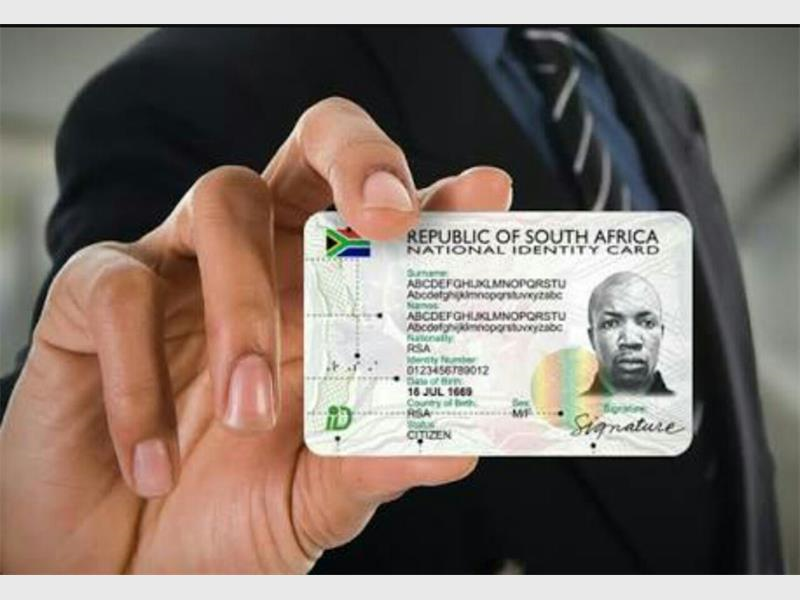 REPUBLIC OF SOUTH AFRICA
NATIONAL IDENTITY CARD
Surname:
ABCDEFGHIJKLMNOPQRSTU
Abcdefghijklmnopqrstuvxyzabc
Names:
ABCDEFGHIJKLMNOPQRSTU
Abcdefghijklmnopqrstuvxyzabc
Nationality:
RSA
Identity Number:
0123456789012
Date of Birth:
16 JUL 1669
Country of Birth: Sex:
RSA M/F
Status:
CITIZEN
Signature:
Signature
iD